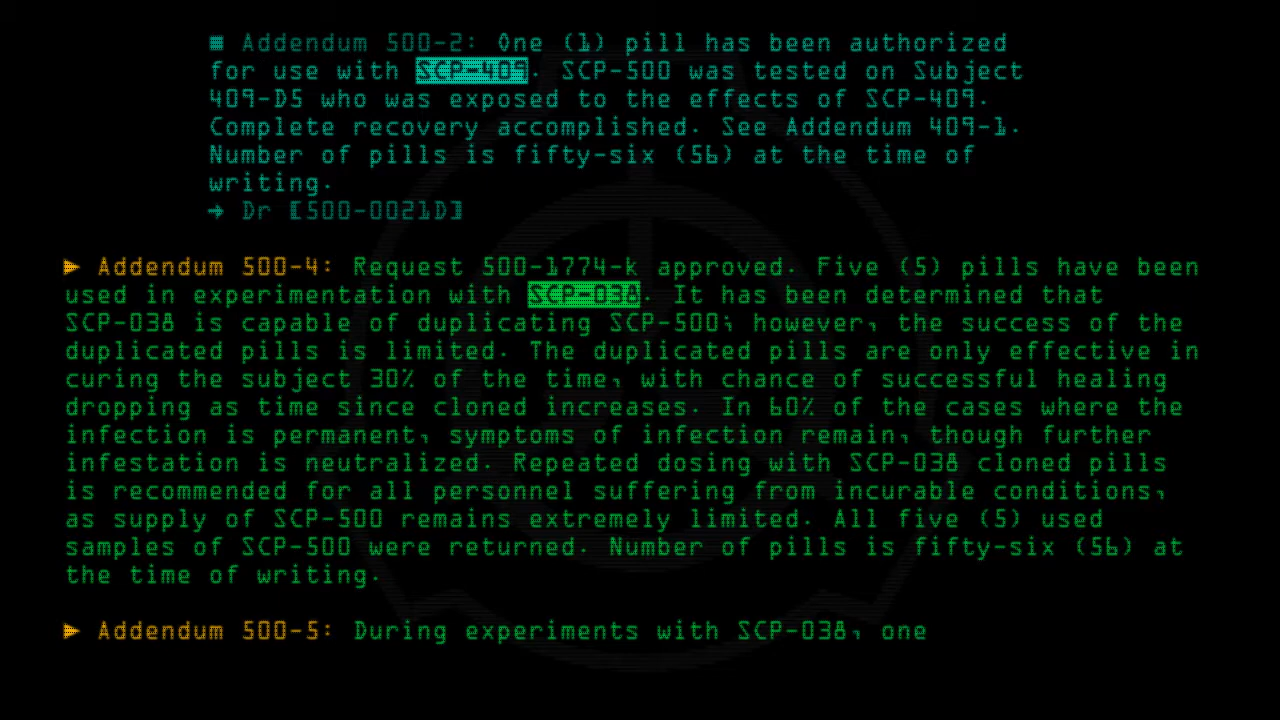 ■ Addendum 500-2: One (1) pill has been authorized
for use with SCP-409. SCP-500 was tested on Subject
409-D5 who was exposed to the effects of SCP-409.
Complete recovery accomplished. See Addendum 409-1.
Number of pills is fifty-six (56) at the time of
writing.
→ Dr [500-0021D]
► Addendum 500-4: Request 500-1774-k approved. Five (5) pills have been
used in experimentation with SCP-038. It has been determined that
SCP-038 is capable of duplicating SCP-500; however, the success of the
duplicated pills is limited. The duplicated pills are only effective in
curing the subject 30% of the time, with chance of successful healing
dropping as time since cloned increases. In 60% of the cases where the
infection is permanent, symptoms of infection remain, though further
infestation is neutralized. Repeated dosing with SCP-038 cloned pills
is recommended for all personnel suffering from incurable conditions,
as supply of SCP-500 remains extremely limited. All five (5) used
samples of SCP-500 were returned. Number of pills is fifty-six (56) at
the time of writing.
► Addendum 500-5: During experiments with SCP-038, one